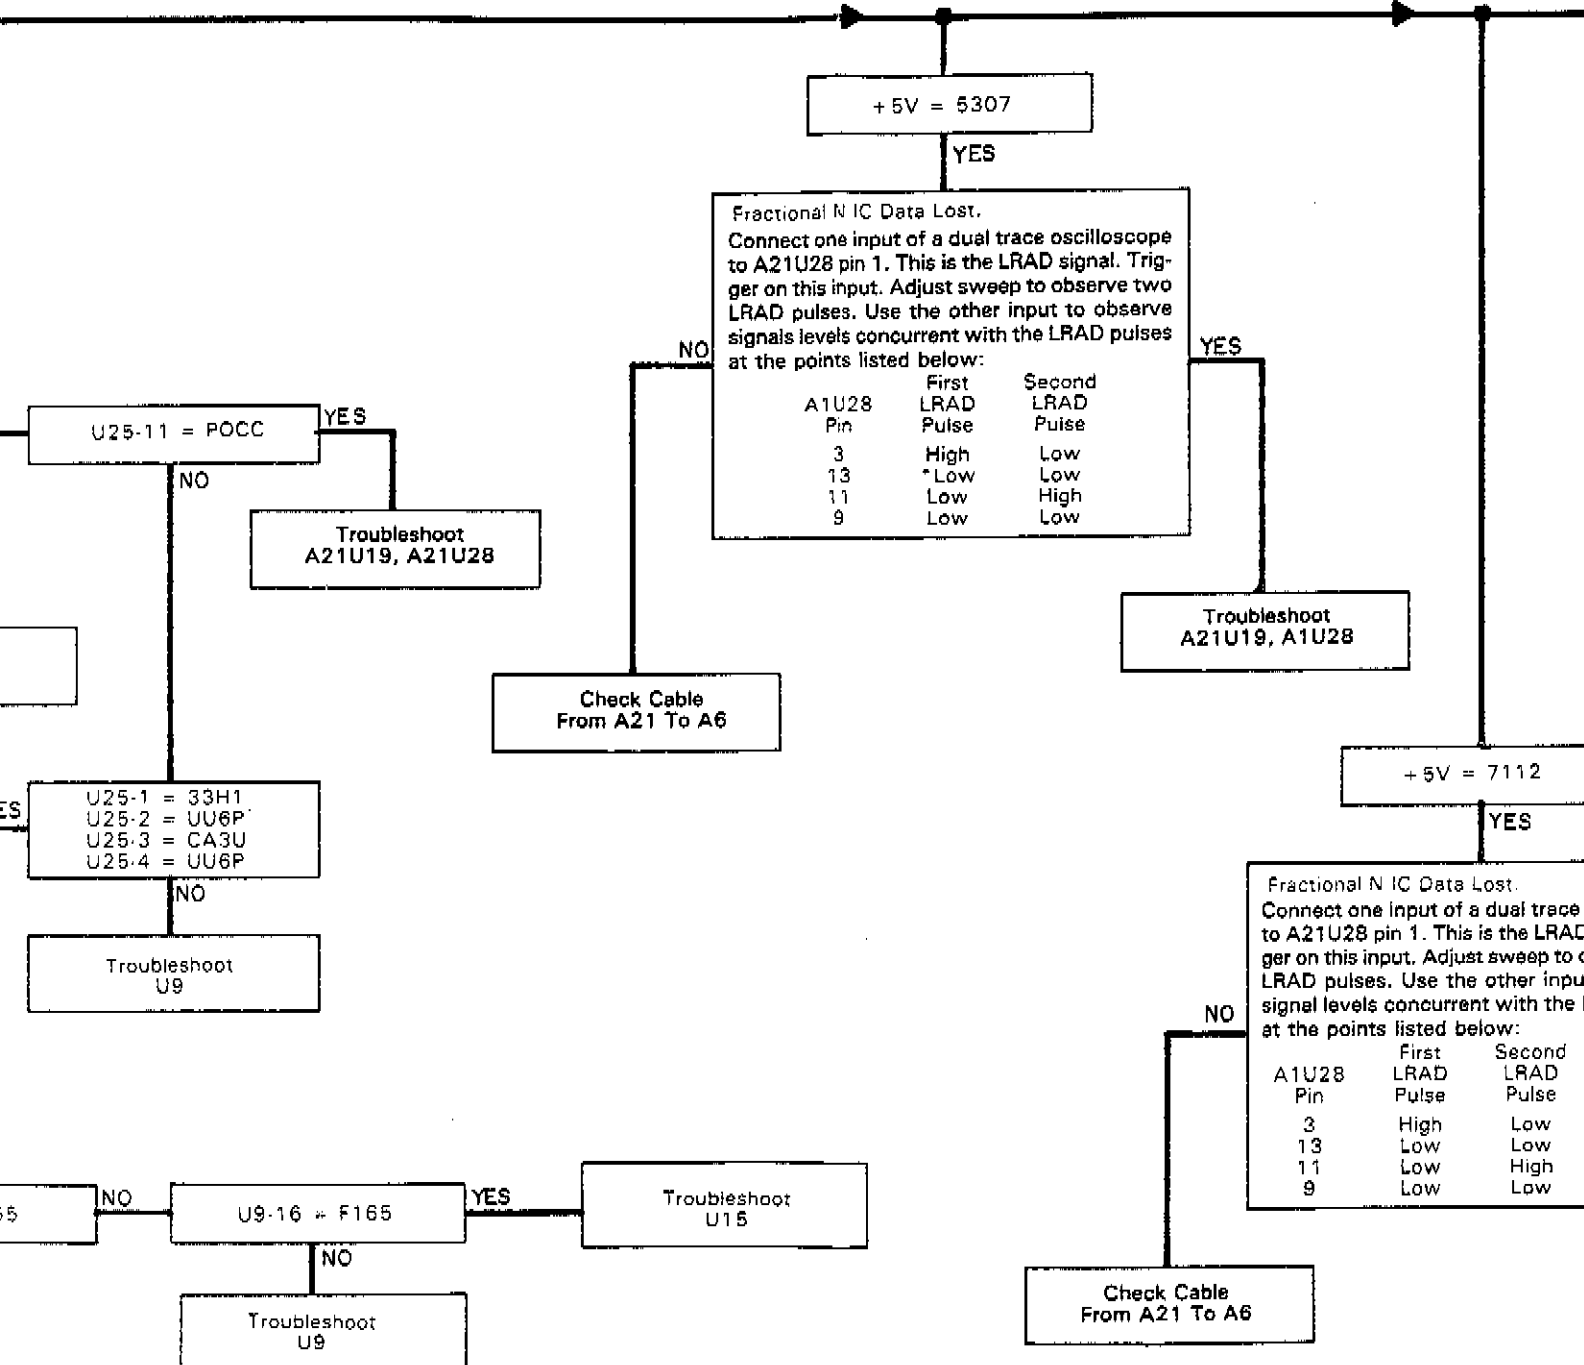 +5V = 5307
YES
Fractional N IC Data Lost.
Connect one input of a dual trace oscilloscope
to A21U28 pin 1. This is the LRAD signal. Trig-
ger on this input. Adjust sweep to observe two
LRAD pulses. Use the other input to observe
signals levels concurrent with the LRAD pulses
at the points listed below:
First Second
A1U28 LRAD LRAD
Pin Pulse Pulse
3 High Low
13 *Low Low
11 Low High
9 Low Low
NO
YES
U25-11 = POCC
YES
NO
Troubleshoot
A21U19, A21U28
Troubleshoot
A21U19, A1U28
Check Cable
From A21 To A6
ES
U25-1 = 33H1
U25-2 = UU6P
U25-3 = CA3U
U25-4 = UU6P
NO
Troubleshoot
U9
+5V = 7112
YES
Fractional N IC Data Lost.
Connect one input of a dual trace
to A21U28 pin 1. This is the LRAD
ger on this input. Adjust sweep to
LRAD pulses. Use the other inpu
signal levels concurrent with the
at the points listed below:
First Second
A1U28 LRAD LRAD
Pin Pulse Pulse
3 High Low
13 Low Low
11 Low High
9 Low Low
NO
65
NO
U9-16 = F165
YES
Troubleshoot
U15
NO
Troubleshoot
U9
Check Cable
From A21 To A6